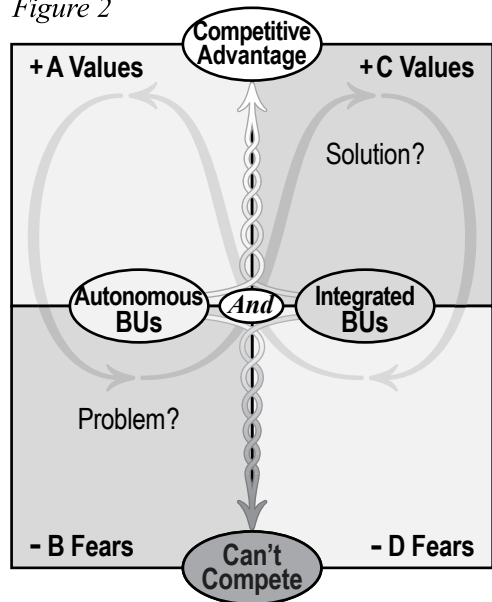 Figure 2
Competitive
Advantage
+A Values
+C Values
Solution?
Autonomous
BUs
And
Integrated
BUs
Problem?
- B Fears
- D Fears
Can't
Compete